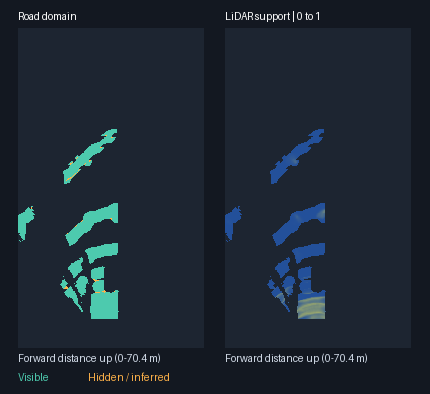 Road domain
LiDAR support | 0 to 1
Forward distance up (0-70.4 m)
Forward distance up (0-70.4 m)
Visible
Hidden / inferred